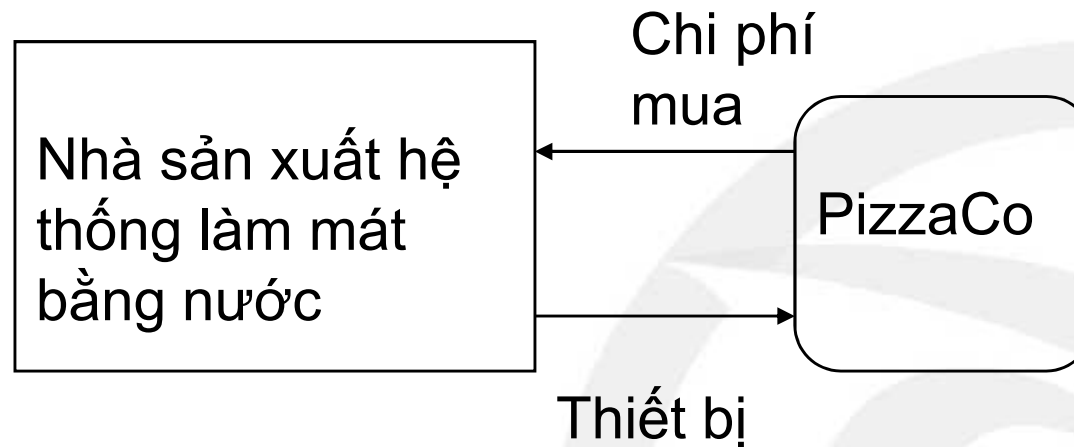 Chi phí
mua
Nhà sản xuất hệ
thống làm mát
bằng nước
PizzaCo
Thiết bị